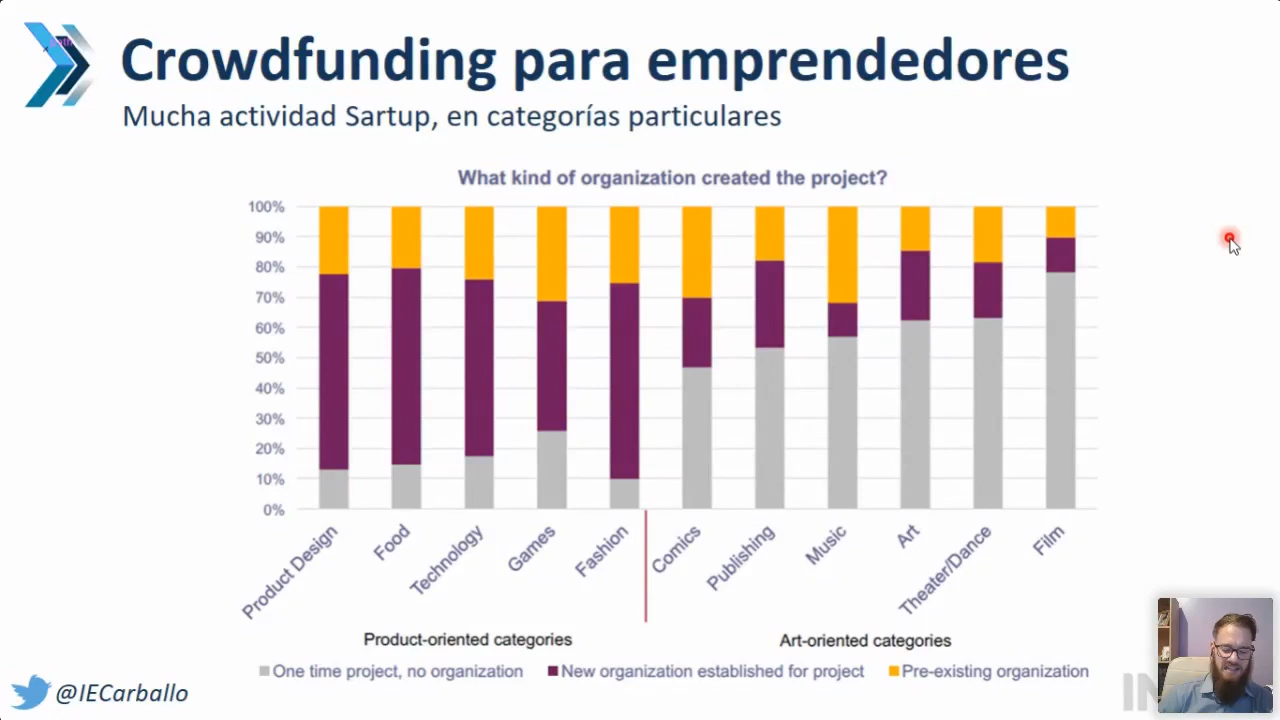 Crowdfunding para emprendedores
Mucha actividad Sartup, en categorías particulares
What kind of organization created the project?
100%
90%
80%
70%
60%
50%
40%
30%
20%
10%
0%
Product Design
Food
Technology
Games
Fashion
Comics
Publishing
Music
Art
Theater/Dance
Film
Product-oriented categories
Art-oriented categories
One time project, no organization
New organization established for project
Pre-existing organization
@IECarballo